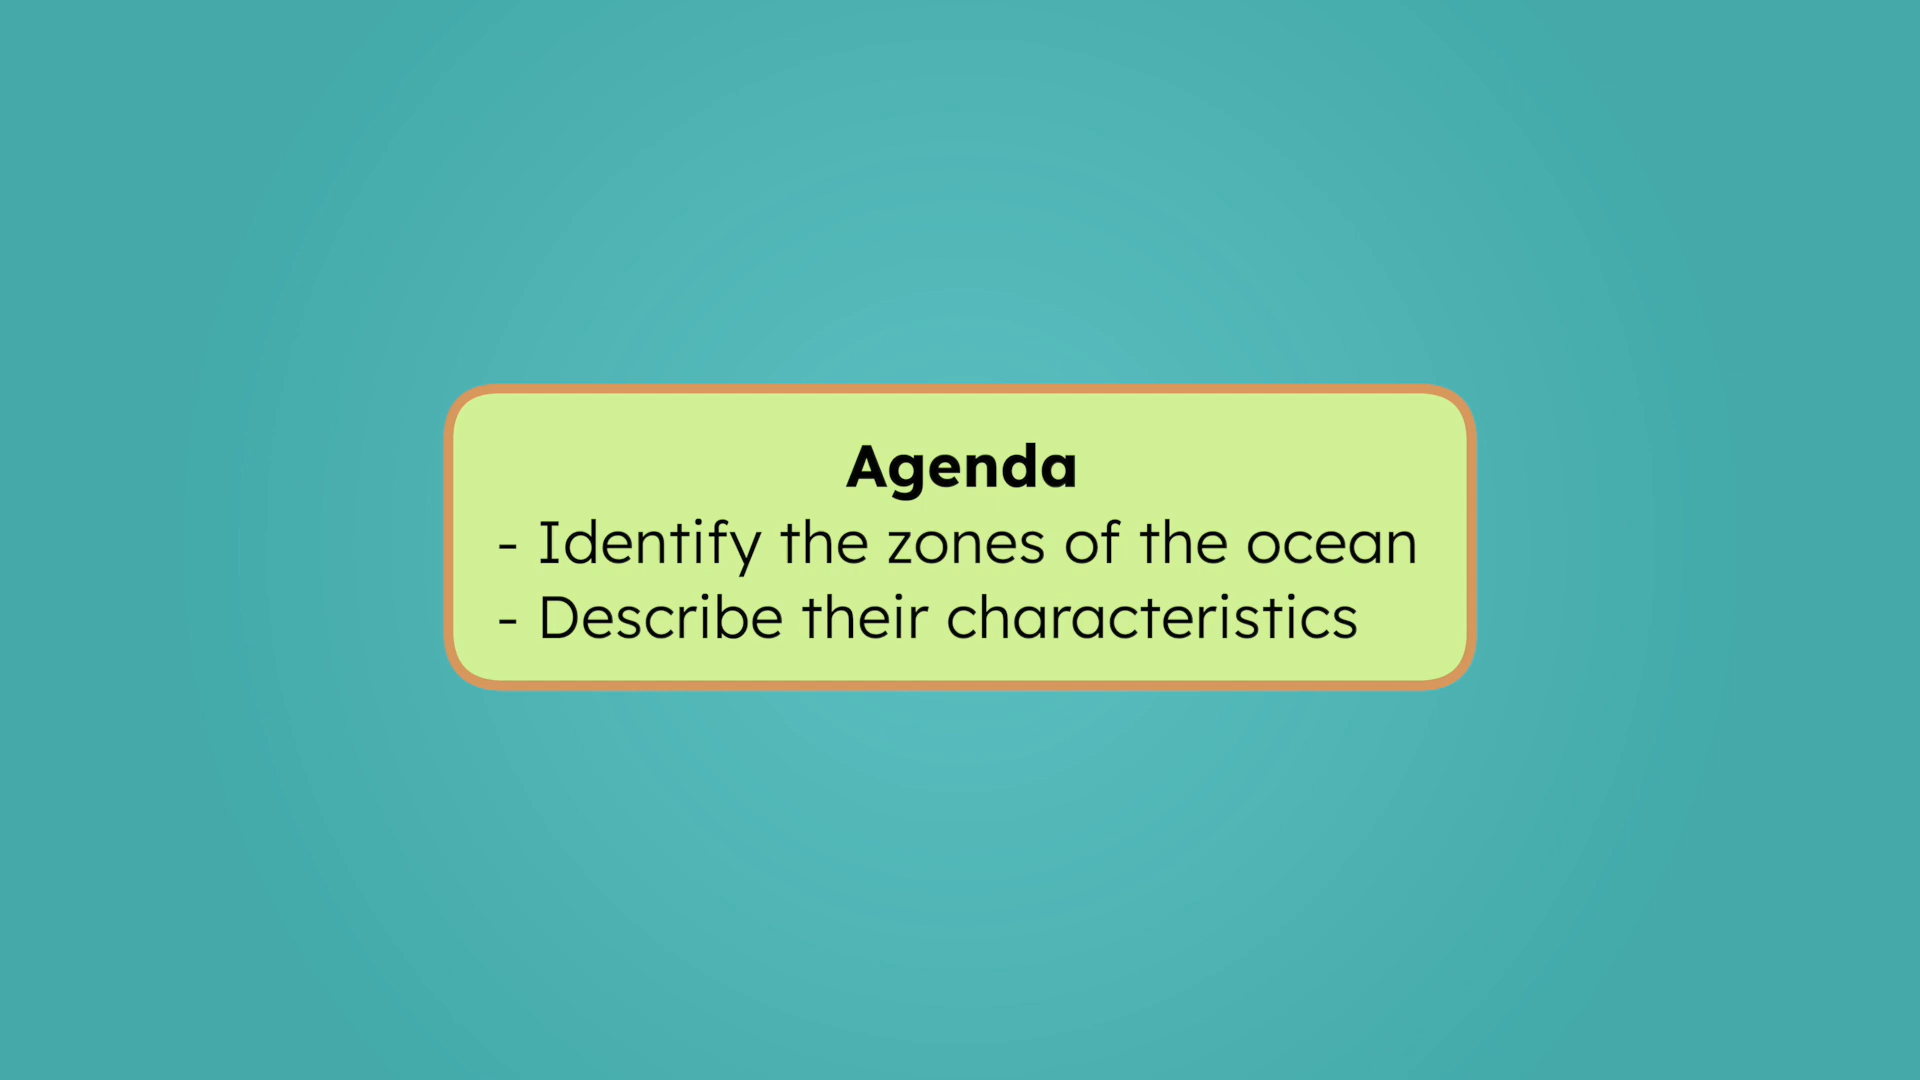 Agenda
- Identify the zones of the ocean
- Describe their characteristics